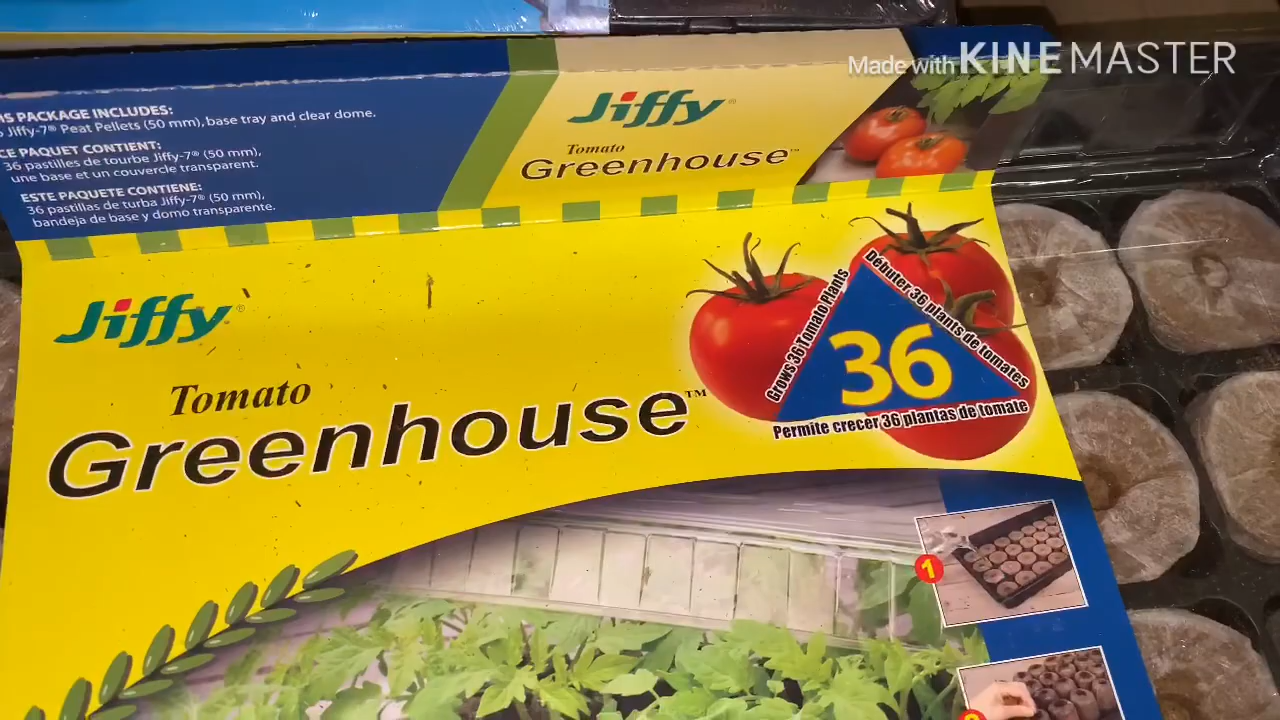 Made with KINEMASTER
IS PACKAGE INCLUDES:
Jiffy-7® Peat Pellets (50 mm), base tray and clear dome.
CE PAQUET CONTIENT:
36 pastilles de tourbe Jiffy-7® (50 mm),
une base et un couvercle transparent.
ESTE PAQUETE CONTIENE:
36 pastillas de turba Jiffy-7® (50 mm),
bandeja de base y domo transparente.
Jiffy®
Tomato
Greenhouse™
Jiffy®
Tomato
Greenhouse™
Grows 36 Tomato Plants
Débuter 36 plants de tomates
36
Permite crecer 36 plantas de tomate
1